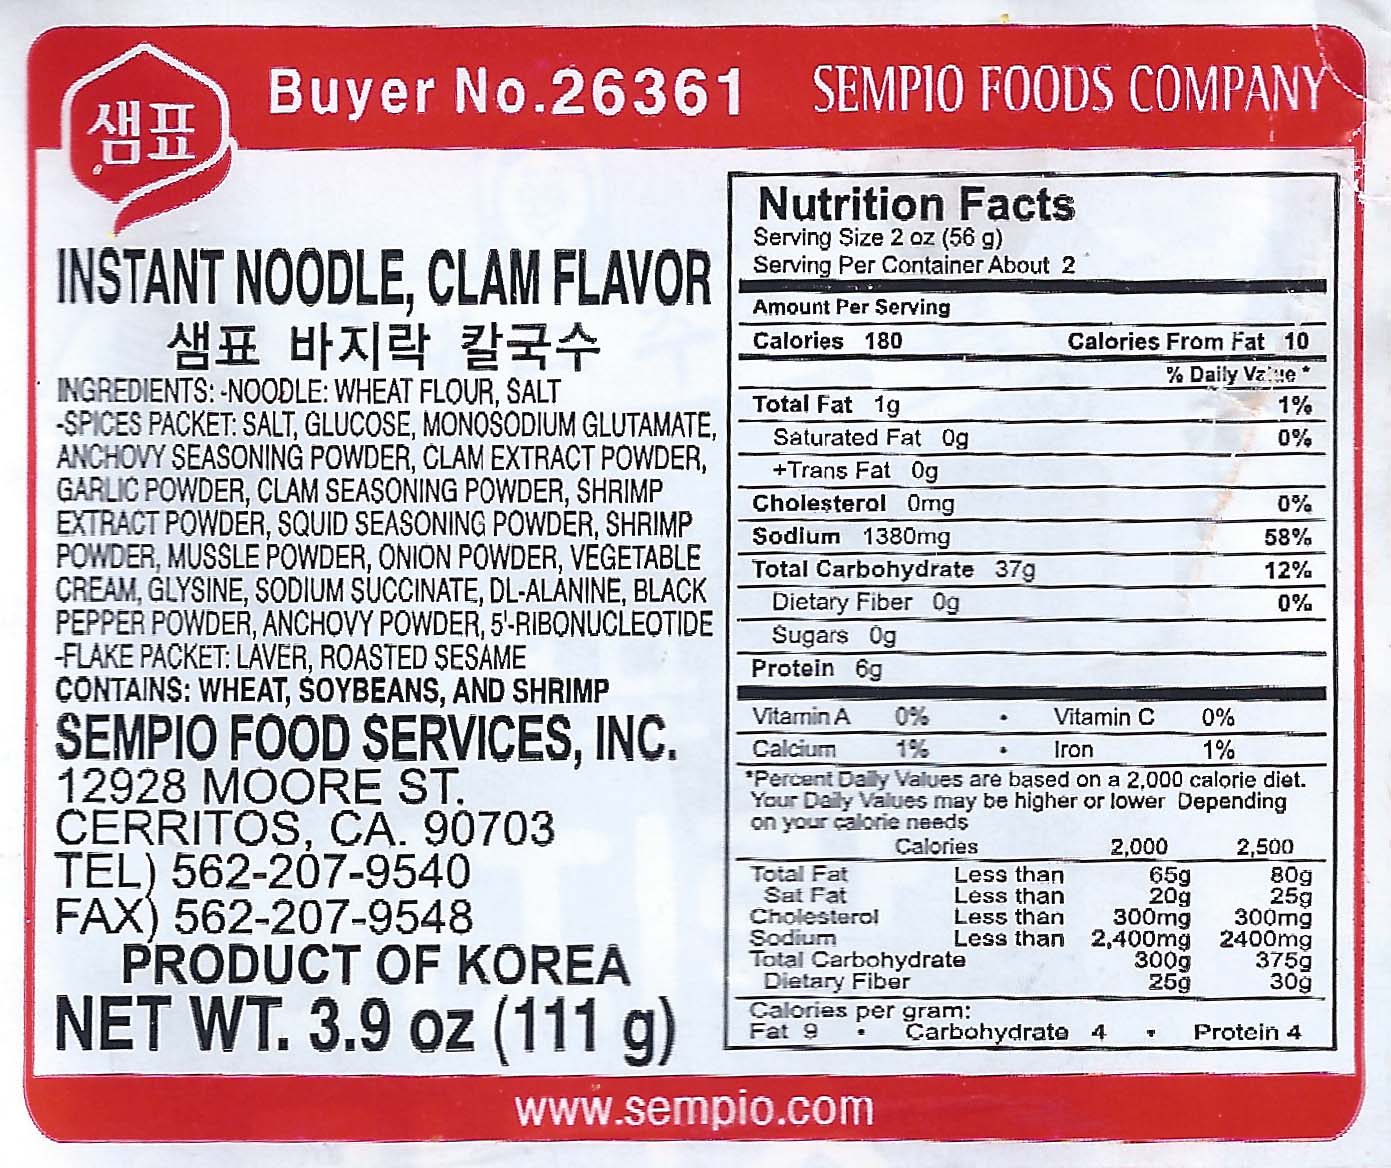 샘표
Buyer No.26361
SEMPIO FOODS COMPANY
INSTANT NOODLE, CLAM FLAVOR
샘표 바지락 칼국수
INGREDIENTS: -NOODLE: WHEAT FLOUR, SALT
-SPICES PACKET: SALT, GLUCOSE, MONOSODIUM GLUTAMATE,
ANCHOVY SEASONING POWDER, CLAM EXTRACT POWDER,
GARLIC POWDER, CLAM SEASONING POWDER, SHRIMP
EXTRACT POWDER, SQUID SEASONING POWDER, SHRIMP
POWDER, MUSSLE POWDER, ONION POWDER, VEGETABLE
CREAM, GLYSINE, SODIUM SUCCINATE, DL-ALANINE, BLACK
PEPPER POWDER, ANCHOVY POWDER, 5'-RIBONUCLEOTIDE
-FLAKE PACKET: LAVER, ROASTED SESAME
CONTAINS: WHEAT, SOYBEANS, AND SHRIMP
SEMPIO FOOD SERVICES, INC.
12928 MOORE ST.
CERRITOS, CA. 90703
TEL) 562-207-9540
FAX) 562-207-9548
PRODUCT OF KOREA
NET WT. 3.9 oz (111 g)
Nutrition Facts
Serving Size 2 oz (56 g)
Serving Per Container About 2
Amount Per Serving
Calories 180 Calories From Fat 10
% Daily Value *
Total Fat 1g 1%
Saturated Fat 0g 0%
+Trans Fat 0g
Cholesterol 0mg 0%
Sodium 1380mg 58%
Total Carbohydrate 37g 12%
Dietary Fiber 0g 0%
Sugars 0g
Protein 6g
Vitamin A 0% • Vitamin C 0%
Calcium 1% • Iron 1%
*Percent Daily Values are based on a 2,000 calorie diet.
Your Daily Values may be higher or lower Depending
on your calorie needs
Calories 2,000 2,500
Total Fat Less than 65g 80g
Sat Fat Less than 20g 25g
Cholesterol Less than 300mg 300mg
Sodium Less than 2,400mg 2400mg
Total Carbohydrate 300g 375g
Dietary Fiber 25g 30g
Calories per gram:
Fat 9 • Carbohydrate 4 • Protein 4
www.sempio.com